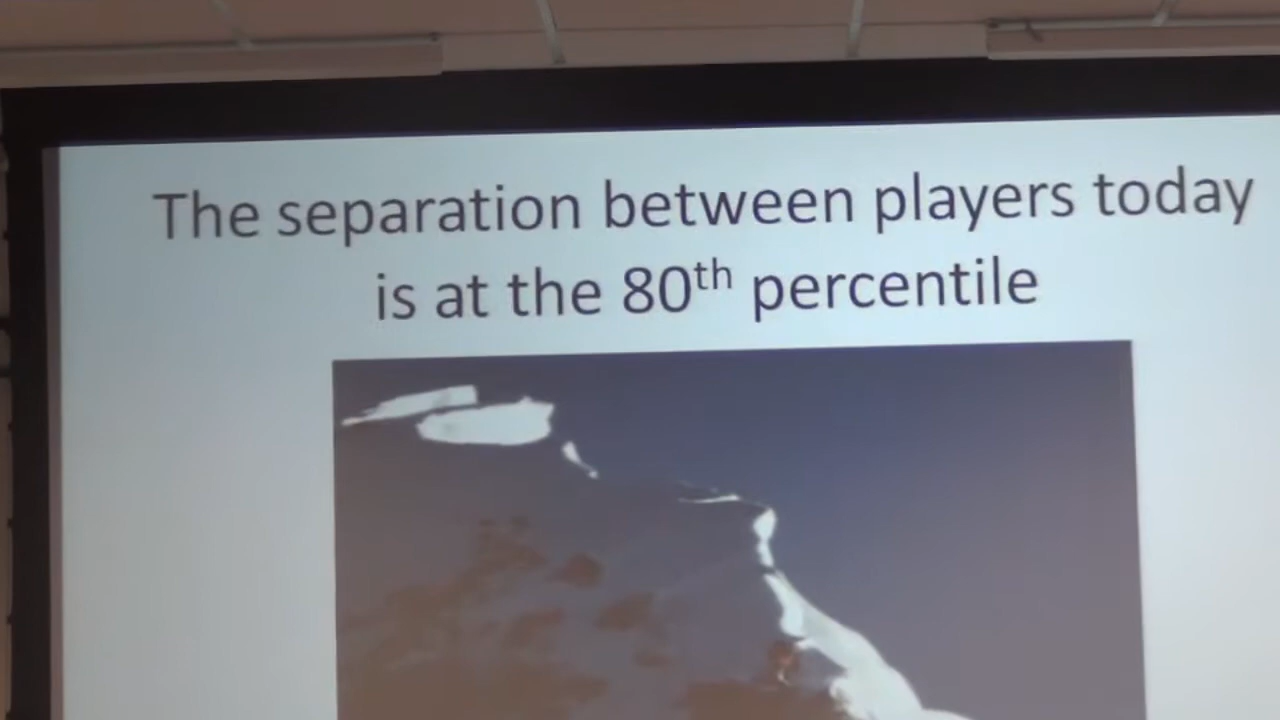 The separation between players today
is at the 80th percentile